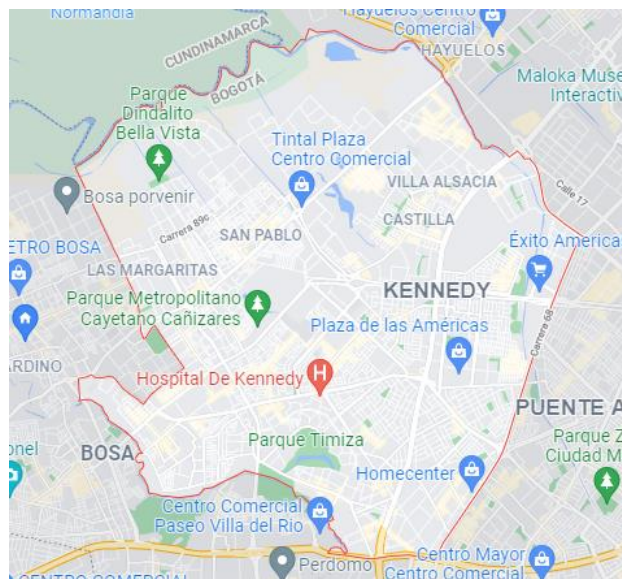 Normandia
Hayuelos Centro
Comercial
HAYUELOS
CUNDINAMARCA
BOGOTÁ
Maloka Muse
Interactiv
Parque
Dindalito
Bella Vista
Tintal Plaza
Centro Comercial
VILLA ALSACIA
Calle 17
Bosa porvenir
CASTILLA
Carrera 89c
SAN PABLO
Éxito America
ETRO BOSA
LAS MARGARITAS
KENNEDY
Parque Metropolitano
Cayetano Cañizares
Plaza de las Américas
Carrera 68
ARDINO
Hospital De Kennedy
H
PUENTE A
BOSA
Parque Timiza
Parque Z
Ciudad M
onel
Homecenter
Centro Comercial
Paseo Villa del Rio
Perdomo
Centro Mayor
Centro Comercial
CENTRO COMERCIAL